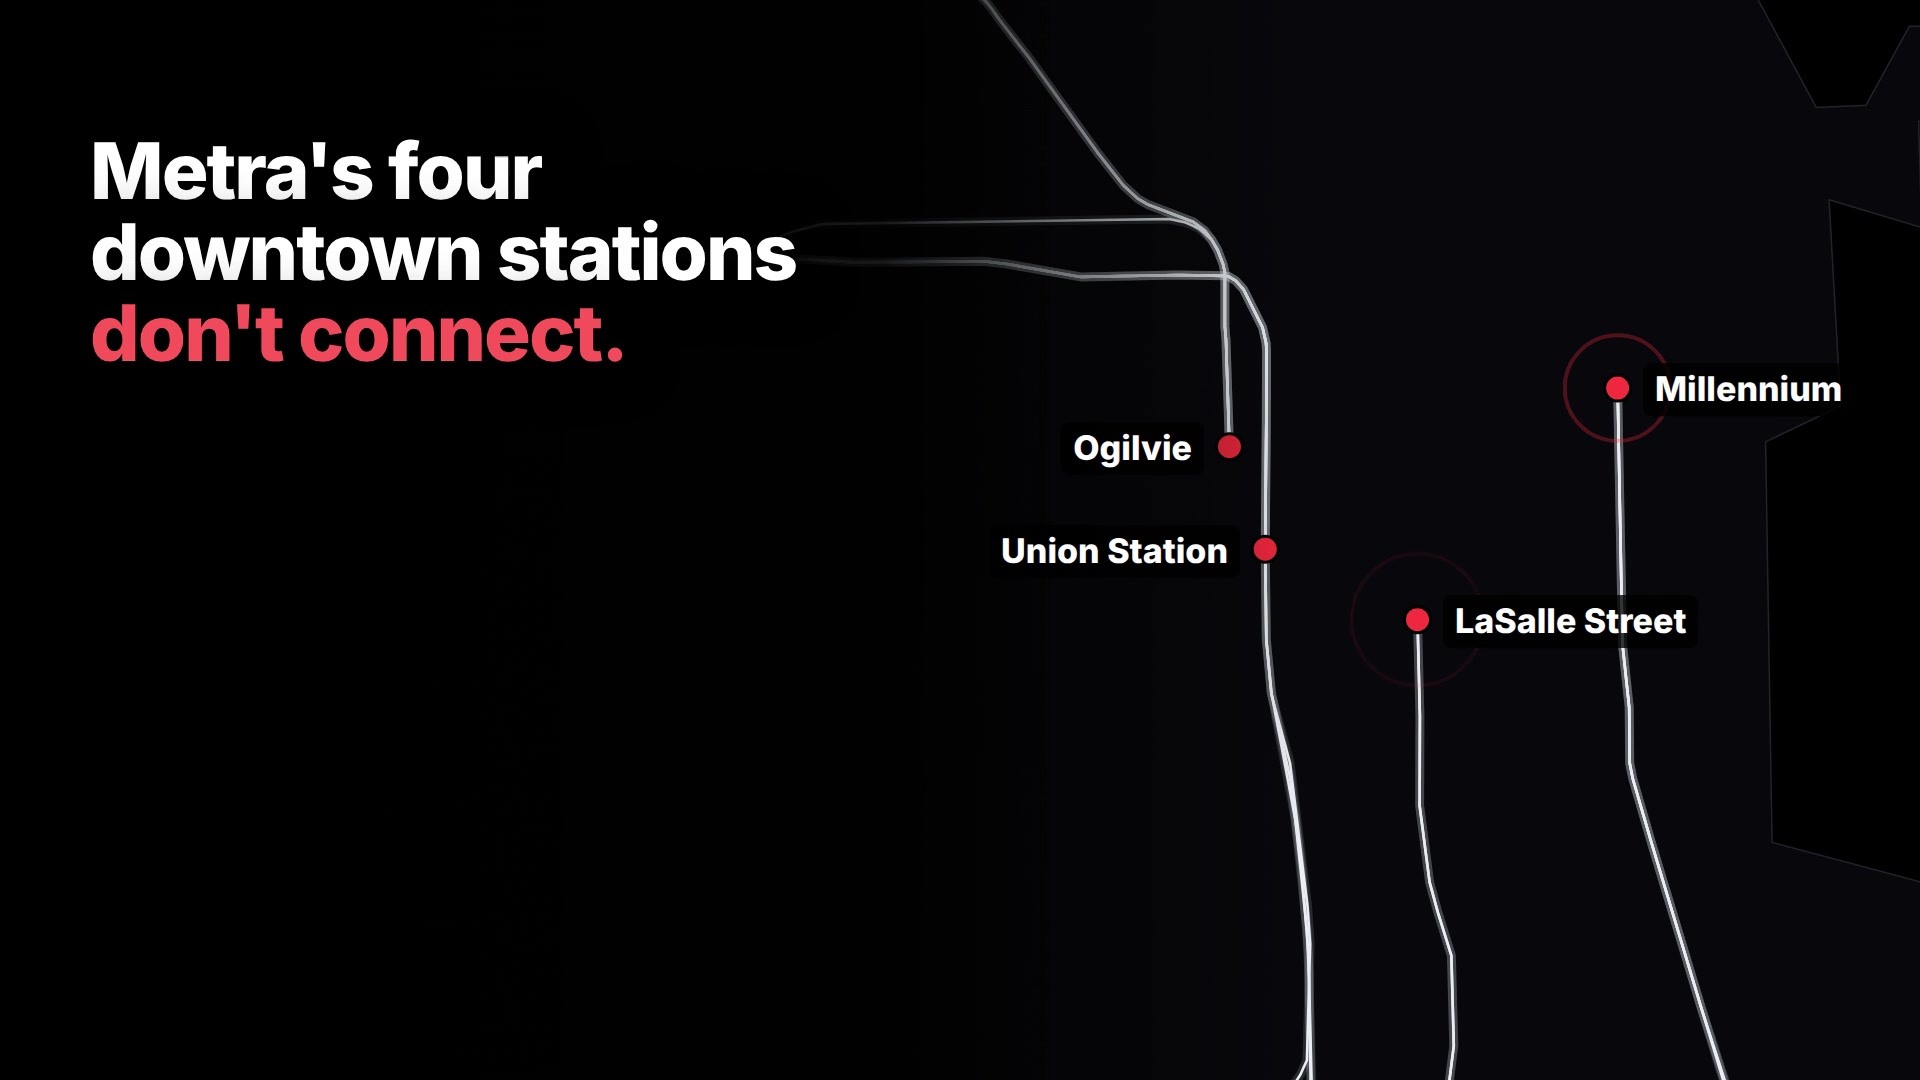 Metra's four
downtown stations
don't connect.
Millennium
Ogilvie
Union Station
LaSalle Street